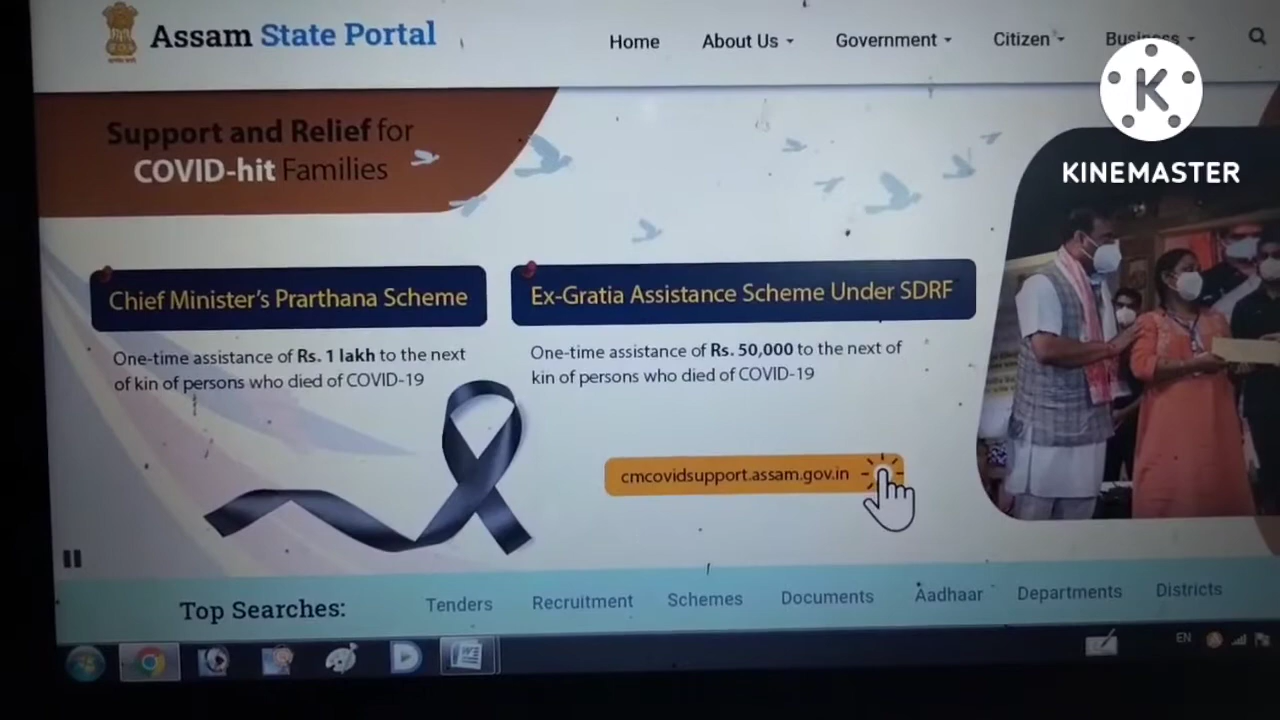 Assam State Portal
Home About Us Government Citizen Business
Support and Relief for
COVID-hit Families
KINEMASTER
Chief Minister's Prarthana Scheme
Ex-Gratia Assistance Scheme Under SDRF
One-time assistance of Rs. 1 lakh to the next
of kin of persons who died of COVID-19
One-time assistance of Rs. 50,000 to the next of
kin of persons who died of COVID-19
cmcovidsupport.assam.gov.in
Top Searches: Tenders Recruitment Schemes Documents Aadhaar Departments Districts
EN